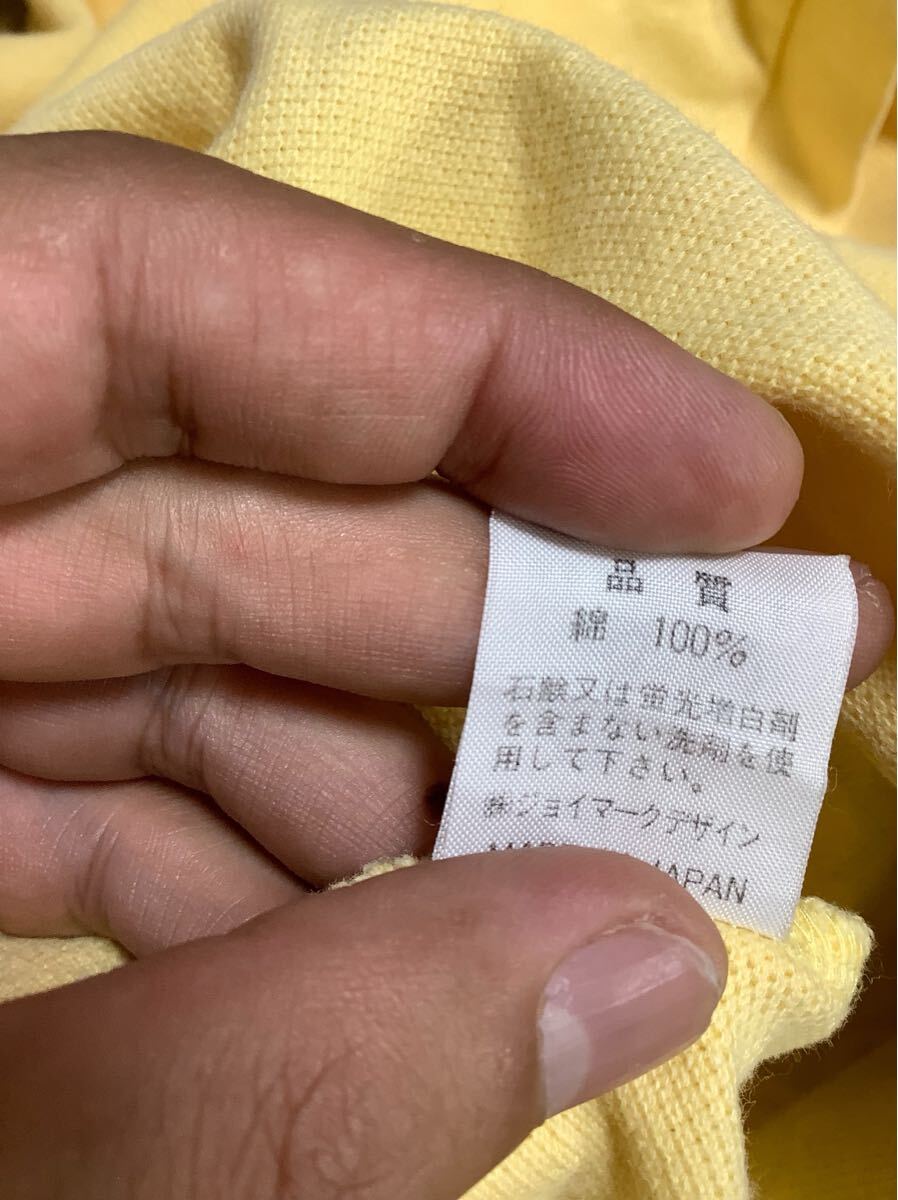 品質
綿 100%
石鹸又は蛍光増白剤
を含まない洗剤を使
用して下さい。
㈱ジョイマークデザイン
JAPAN